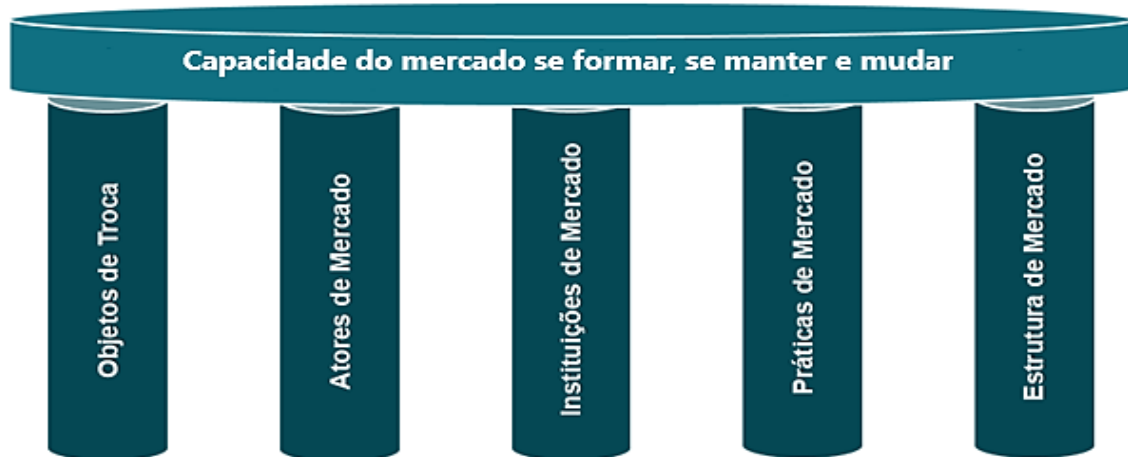 Capacidade do mercado se formar, se manter e mudar
Objetos de Troca
Atores de Mercado
Instituições de Mercado
Práticas de Mercado
Estrutura de Mercado